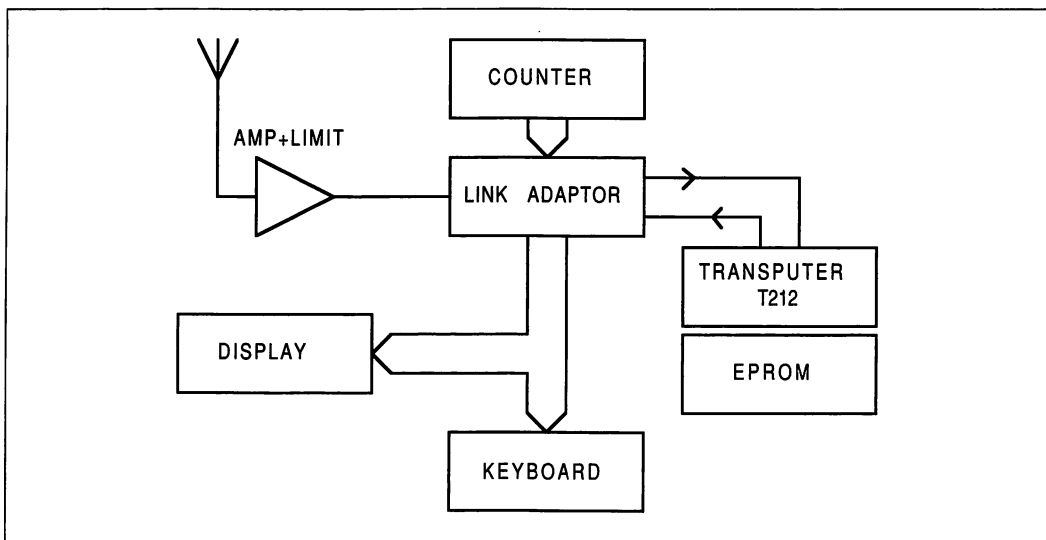 COUNTER
AMP+LIMIT
LINK ADAPTOR
TRANSPUTER
T212
DISPLAY
EPROM
KEYBOARD